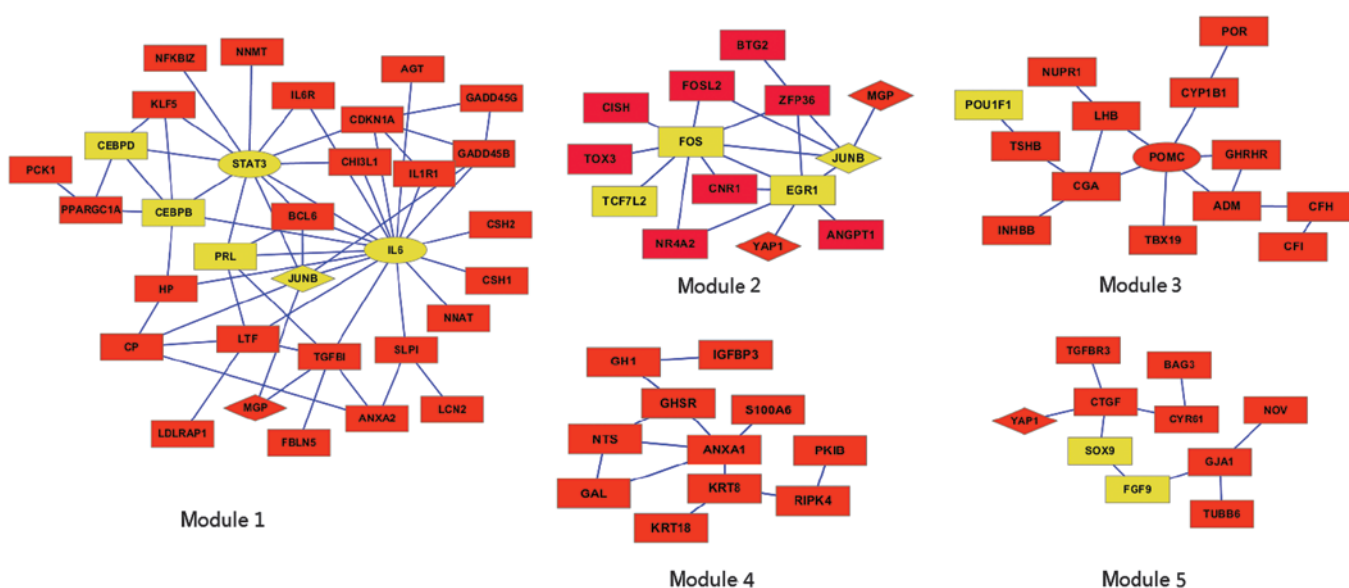 NFKBIZ
NNMT
AGT
KLF5
IL6R
GADD45G
CDKN1A
CEBPD
STAT3
CHI3L1
GADD45B
PCK1
IL1R1
PPARGC1A
CEBPB
BCL6
CSH2
PRL
IL6
JUNB
CSH1
HP
NNAT
CP
LTF
TGFBI
SLPI
MGP
LCN2
LDLRAP1
FBLN5
ANXA2
Module 1
BTG2
FOSL2
MGP
CISH
ZFP36
FOS
TOX3
JUNB
CNR1
EGR1
TCF7L2
NR4A2
YAP1
ANGPT1
Module 2
POR
NUPR1
CYP1B1
POU1F1
LHB
TSHB
POMC
GHRHR
CGA
ADM
CFH
INHBB
TBX19
CFI
Module 3
GH1
IGFBP3
GHSR
S100A6
NTS
ANXA1
PKIB
GAL
KRT8
RIPK4
KRT18
Module 4
TGFBR3
BAG3
CTGF
NOV
YAP1
CYR61
SOX9
GJA1
FGF9
TUBB6
Module 5